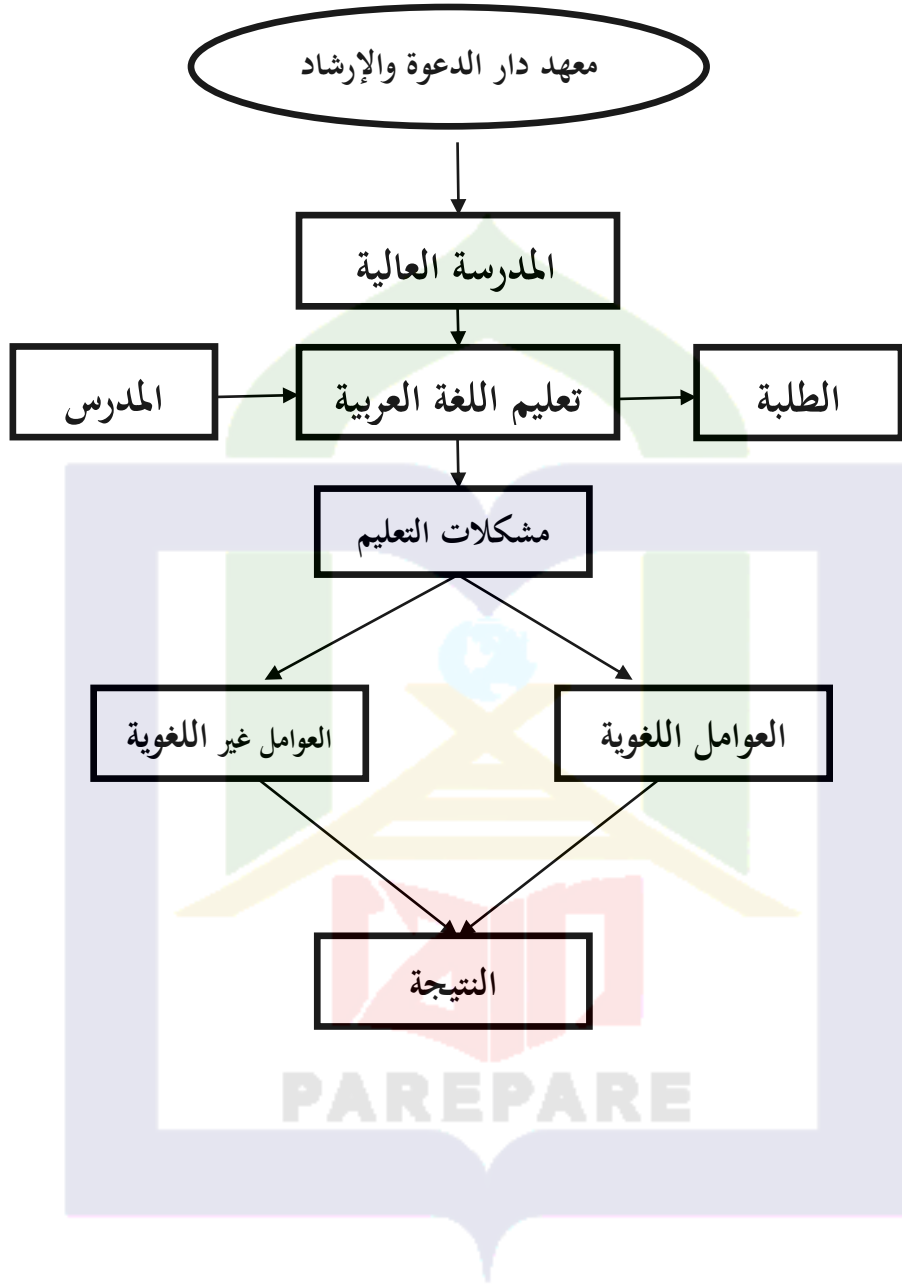 معهد دار الدعوة والإرشاد
المدرسة العالية
الطلبة
تعليم اللغة العربية
المدرس
مشكلات التعليم
العوامل اللغوية
العوامل غير اللغوية
النتيجة
PAREPARE